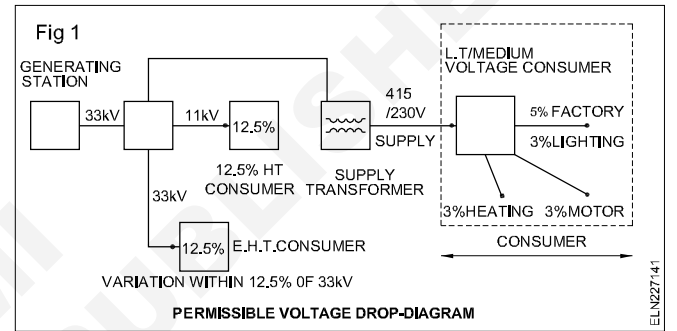 Fig 1
GENERATING
STATION
33kV
11kV
12.5%
12.5% HT
CONSUMER
33kV
12.5%
E.H.T.CONSUMER
VARIATION WITHIN 12.5% 0F 33kV
SUPPLY
TRANSFORMER
415
/230V
SUPPLY
L.T/MEDIUM
VOLTAGE CONSUMER
5% FACTORY
3%LIGHTING
3%HEATING
3%MOTOR
CONSUMER
PERMISSIBLE VOLTAGE DROP-DIAGRAM
ELN227141